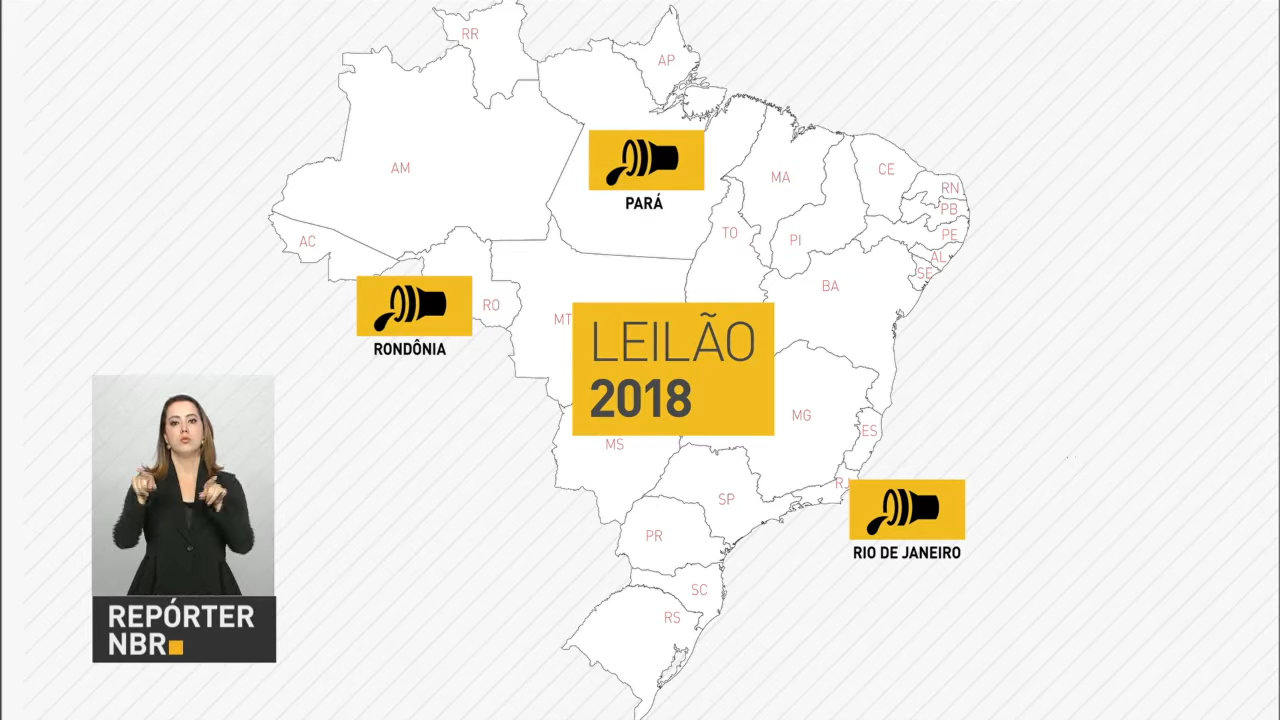 RR
AP
AM
PARÁ
MA
CE
RN
PB
PE
AL
SE
AC
TO
PI
BA
RO
MT
RONDÔNIA
LEILÃO
2018
MG
ES
MS
RJ
SP
RIO DE JANEIRO
PR
SC
RS
REPÓRTER
NBR